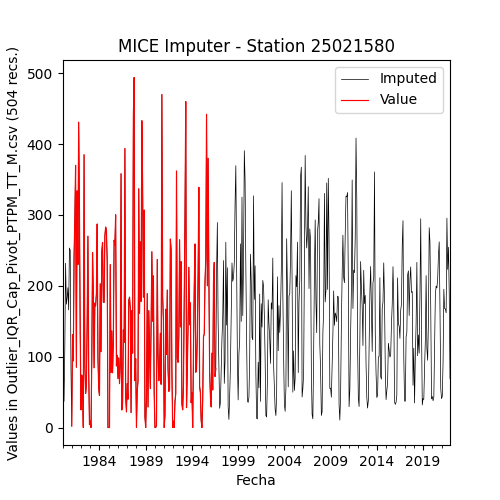 MICE Imputer - Station 25021580
Values in Outlier_IQR_Cap_Pivot_PTPM_TT_M.csv (504 recs.)
500
400
300
200
100
0
Imputed
Value
1984 1989 1994 1999 2004 2009 2014 2019
Fecha